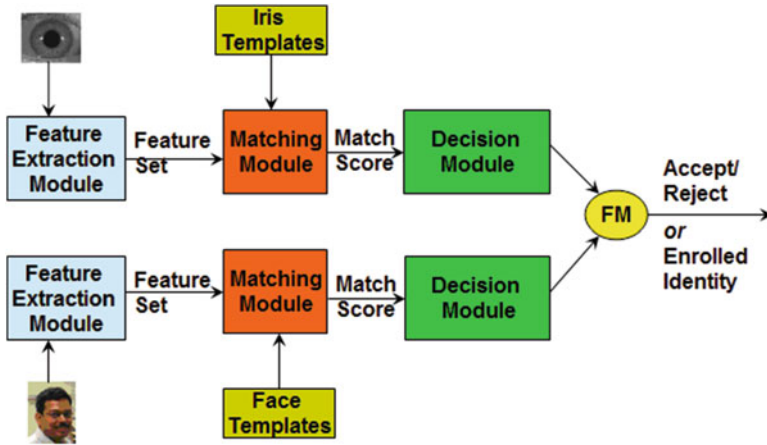 Iris
Templates
Feature
Extraction
Module
Feature
Set
Matching
Module
Match
Score
Decision
Module
FM
Accept/
Reject
or
Enrolled
Identity
Feature
Extraction
Module
Feature
Set
Matching
Module
Match
Score
Decision
Module
Face
Templates